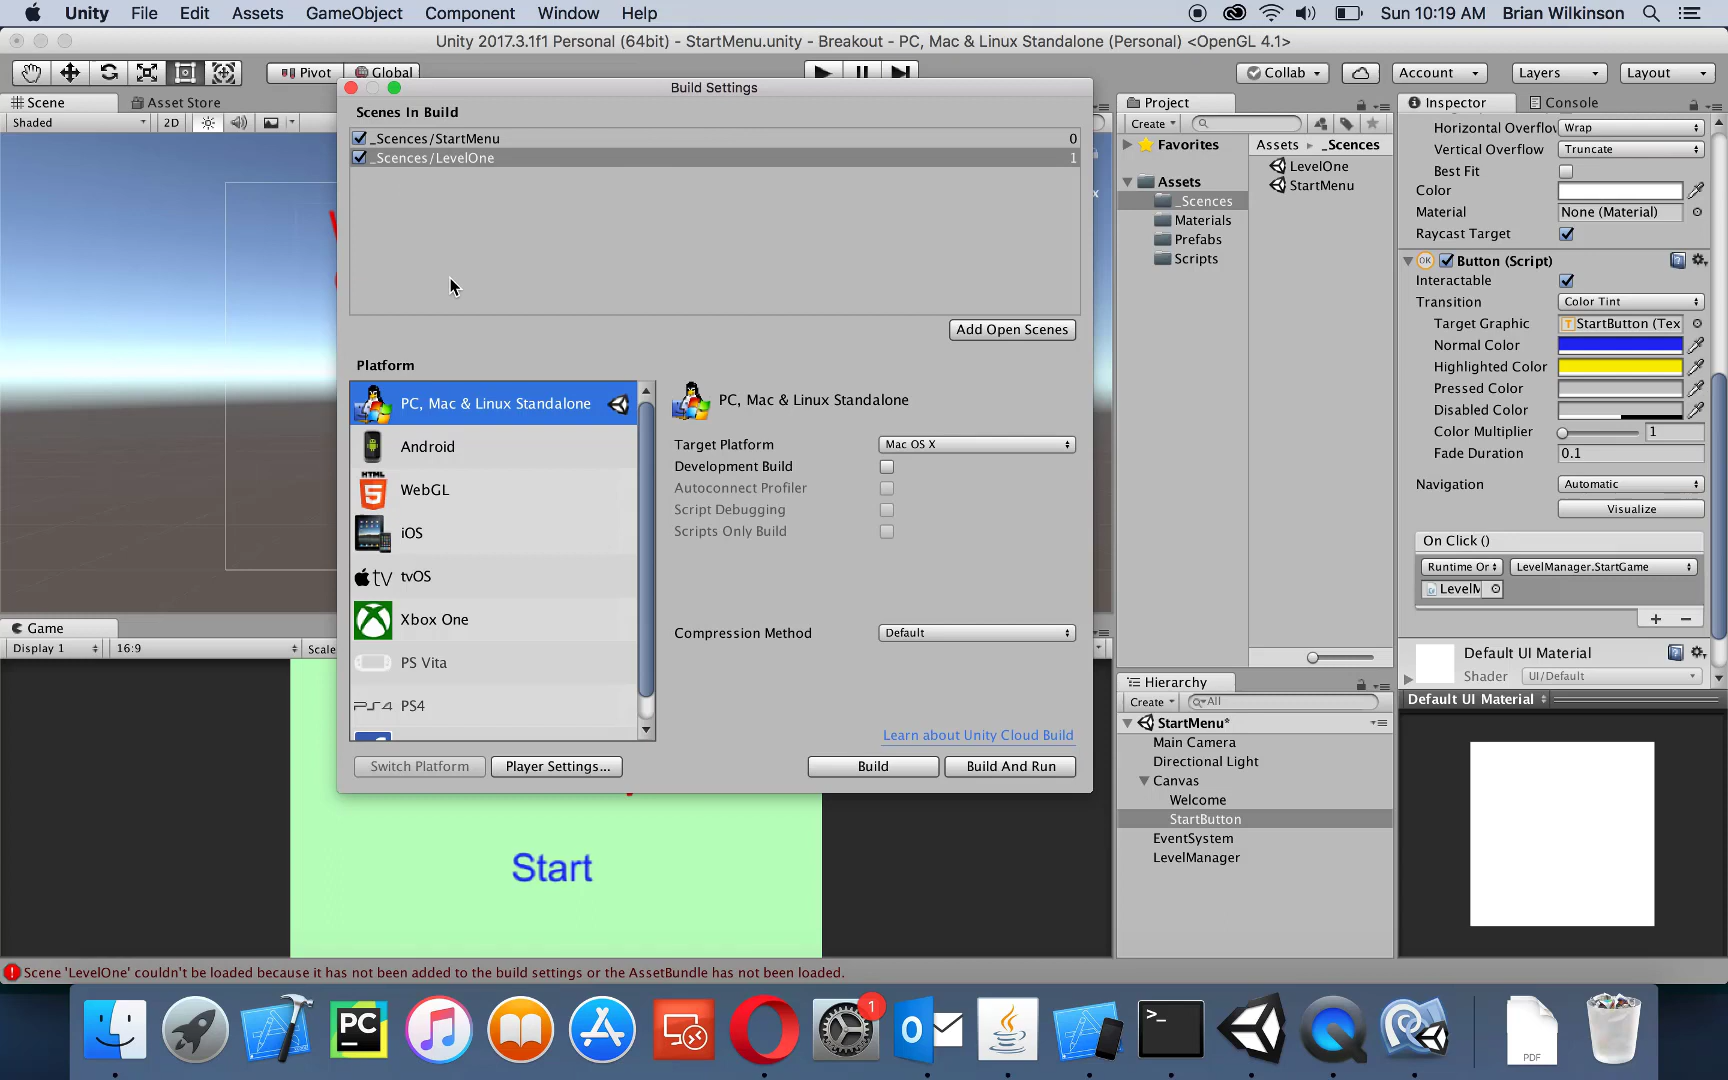 Unity File Edit Assets GameObject Component Window Help Sun 10:19 AM Brian Wilkinson
Unity 2017.3.1f1 Personal (64bit) - StartMenu.unity - Breakout - PC, Mac & Linux Standalone (Personal) <OpenGL 4.1>
Pivot Global Collab Account Layers Layout
Scene Asset Store
Shaded 2D
Build Settings
Scenes In Build
_Scences/StartMenu 0
_Scences/LevelOne 1
Add Open Scenes
Platform
PC, Mac & Linux Standalone
Android
HTML
5
WebGL
iOS
tv tvOS
Xbox One
PS Vita
PS4 PS4
PC, Mac & Linux Standalone
Target Platform Mac OS X
Development Build
Autoconnect Profiler
Script Debugging
Scripts Only Build
Compression Method Default
Learn about Unity Cloud Build
Switch Platform Player Settings... Build Build And Run
Game
Display 1 16:9 Scale
Start
Project
Create
Favorites
Assets
_Scences
Materials
Prefabs
Scripts
Assets _Scences
LevelOne
StartMenu
Hierarchy
Create All
StartMenu*
Main Camera
Directional Light
Canvas
Welcome
StartButton
EventSystem
LevelManager
Inspector Console
Horizontal Overflow Wrap
Vertical Overflow Truncate
Best Fit
Color
Material None (Material)
Raycast Target
OK Button (Script)
Interactable
Transition Color Tint
Target Graphic T StartButton (Tex
Normal Color
Highlighted Color
Pressed Color
Disabled Color
Color Multiplier 1
Fade Duration 0.1
Navigation Automatic
Visualize
On Click ()
Runtime Or LevelManager.StartGame
LevelM
Default UI Material
Shader UI/Default
Default UI Material
Scene 'LevelOne' couldn't be loaded because it has not been added to the build settings or the AssetBundle has not been loaded.
PC
1
O
>_
PDF